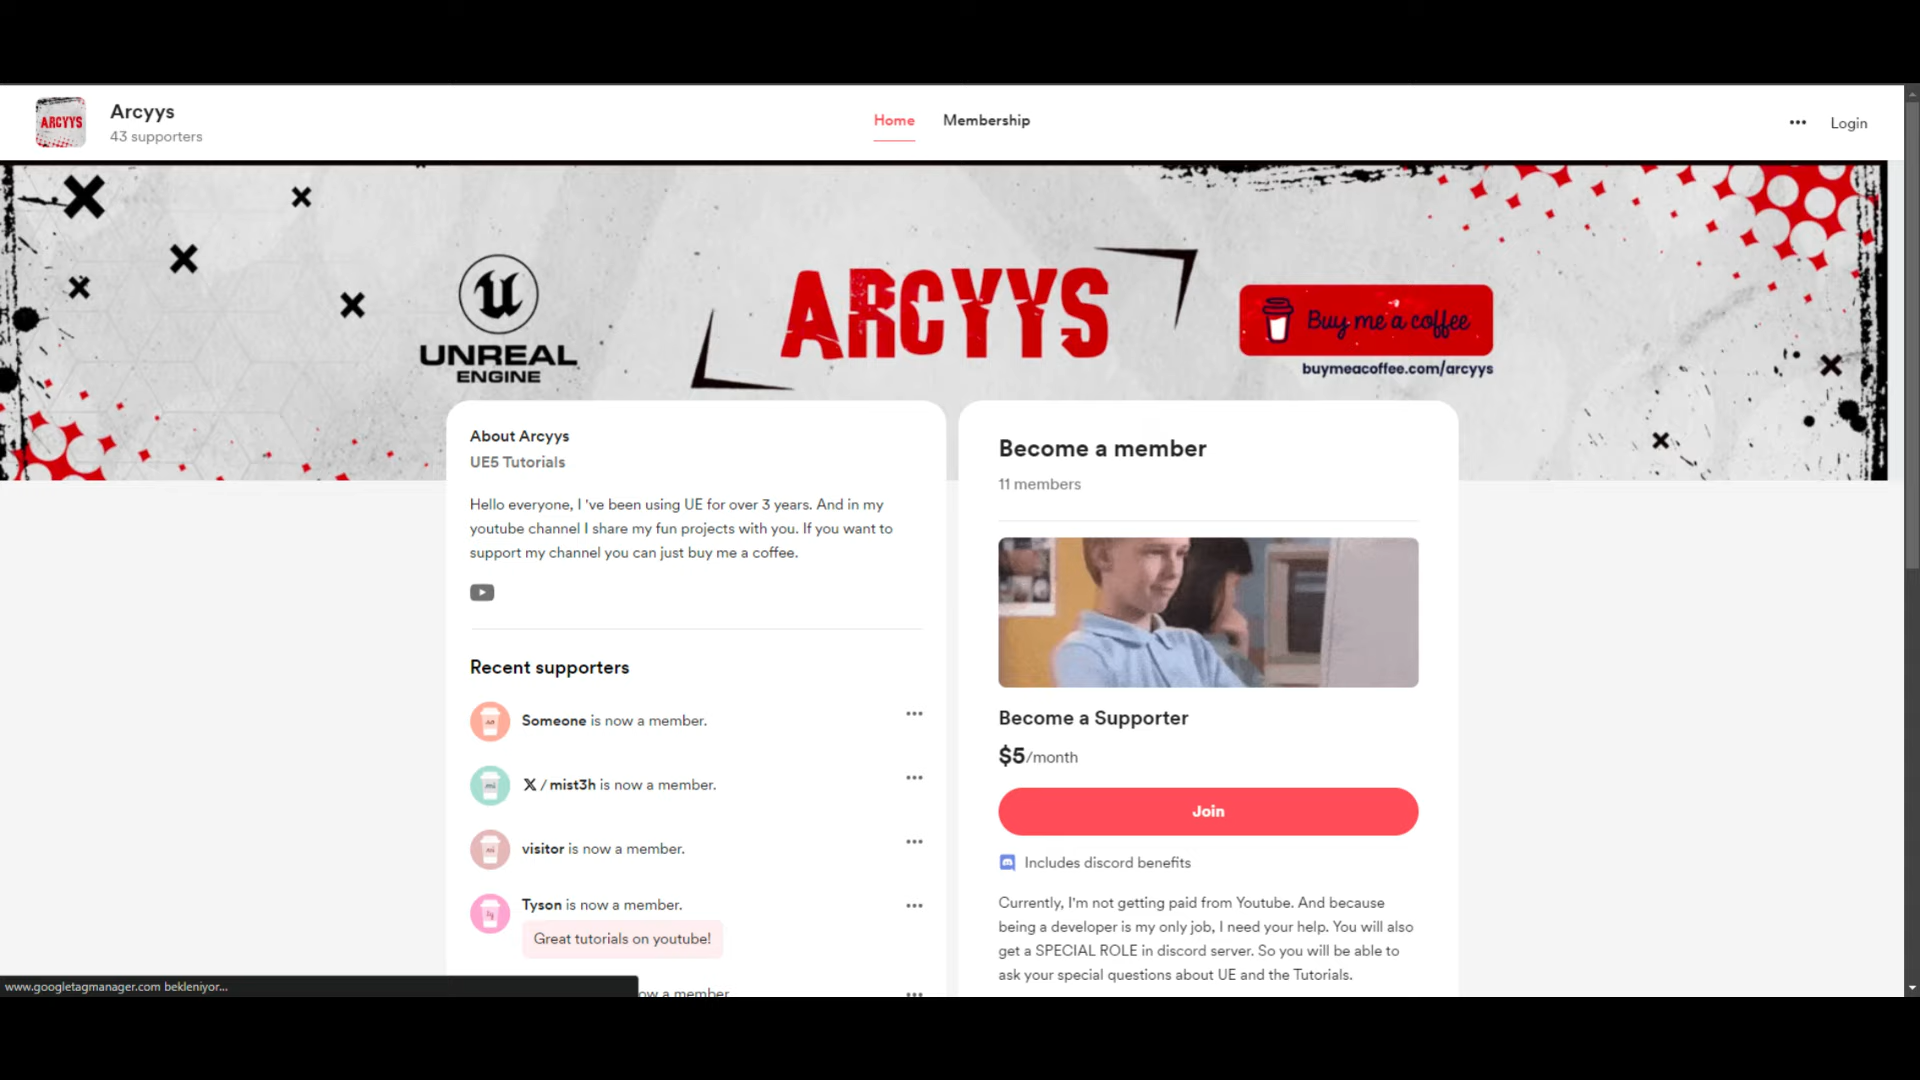 ARCYYS
Arcyys
43 supporters
Home
Membership
Login
UNREAL
ENGINE
ARCYYS
Buy me a coffee
buymeacoffee.com/arcyys
About Arcyys
UE5 Tutorials
Hello everyone, I 've been using UE for over 3 years. And in my
youtube channel I share my fun projects with you. If you want to
support my channel you can just buy me a coffee.
Recent supporters
Someone is now a member.
X / mist3h is now a member.
visitor is now a member.
Tyson is now a member.
Great tutorials on youtube!
Become a member
11 members
Become a Supporter
$5/month
Join
Includes discord benefits
Currently, I'm not getting paid from Youtube. And because
being a developer is my only job, I need your help. You will also
get a SPECIAL ROLE in discord server. So you will be able to
ask your special questions about UE and the Tutorials.
www.googletagmanager.com bekleniyor...